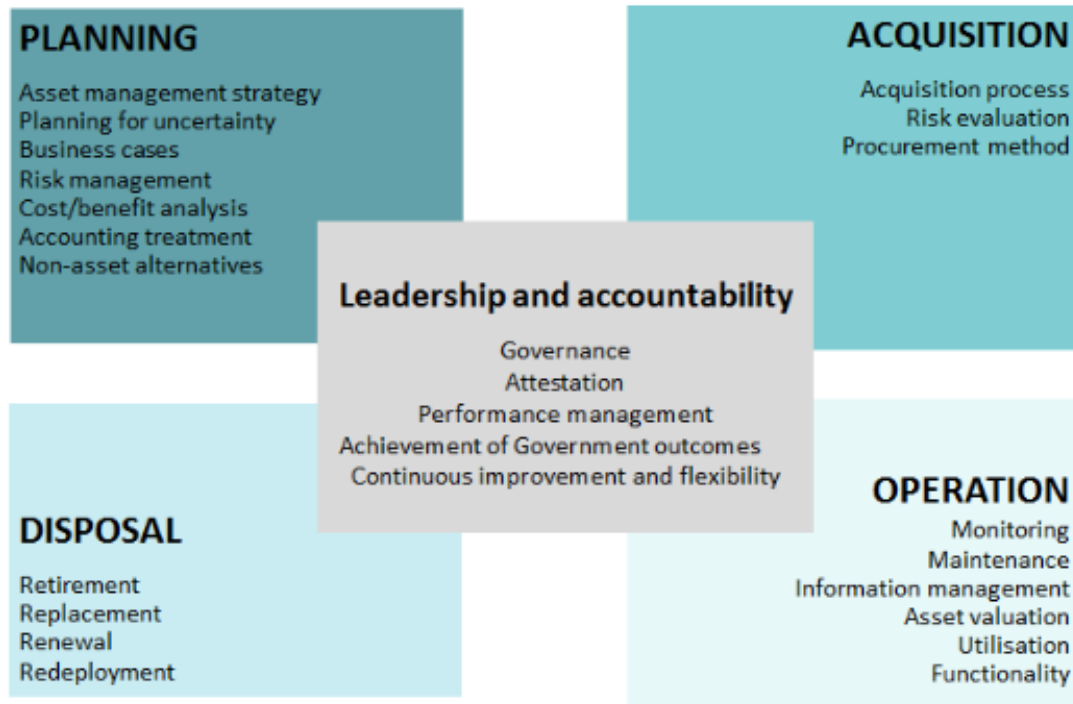 PLANNING
Asset management strategy
Planning for uncertainty
Business cases
Risk management
Cost/benefit analysis
Accounting treatment
Non-asset alternatives
ACQUISITION
Acquisition process
Risk evaluation
Procurement method
Leadership and accountability
Governance
Attestation
Performance management
Achievement of Government outcomes
Continuous improvement and flexibility
DISPOSAL
Retirement
Replacement
Renewal
Redeployment
OPERATION
Monitoring
Maintenance
Information management
Asset valuation
Utilisation
Functionality